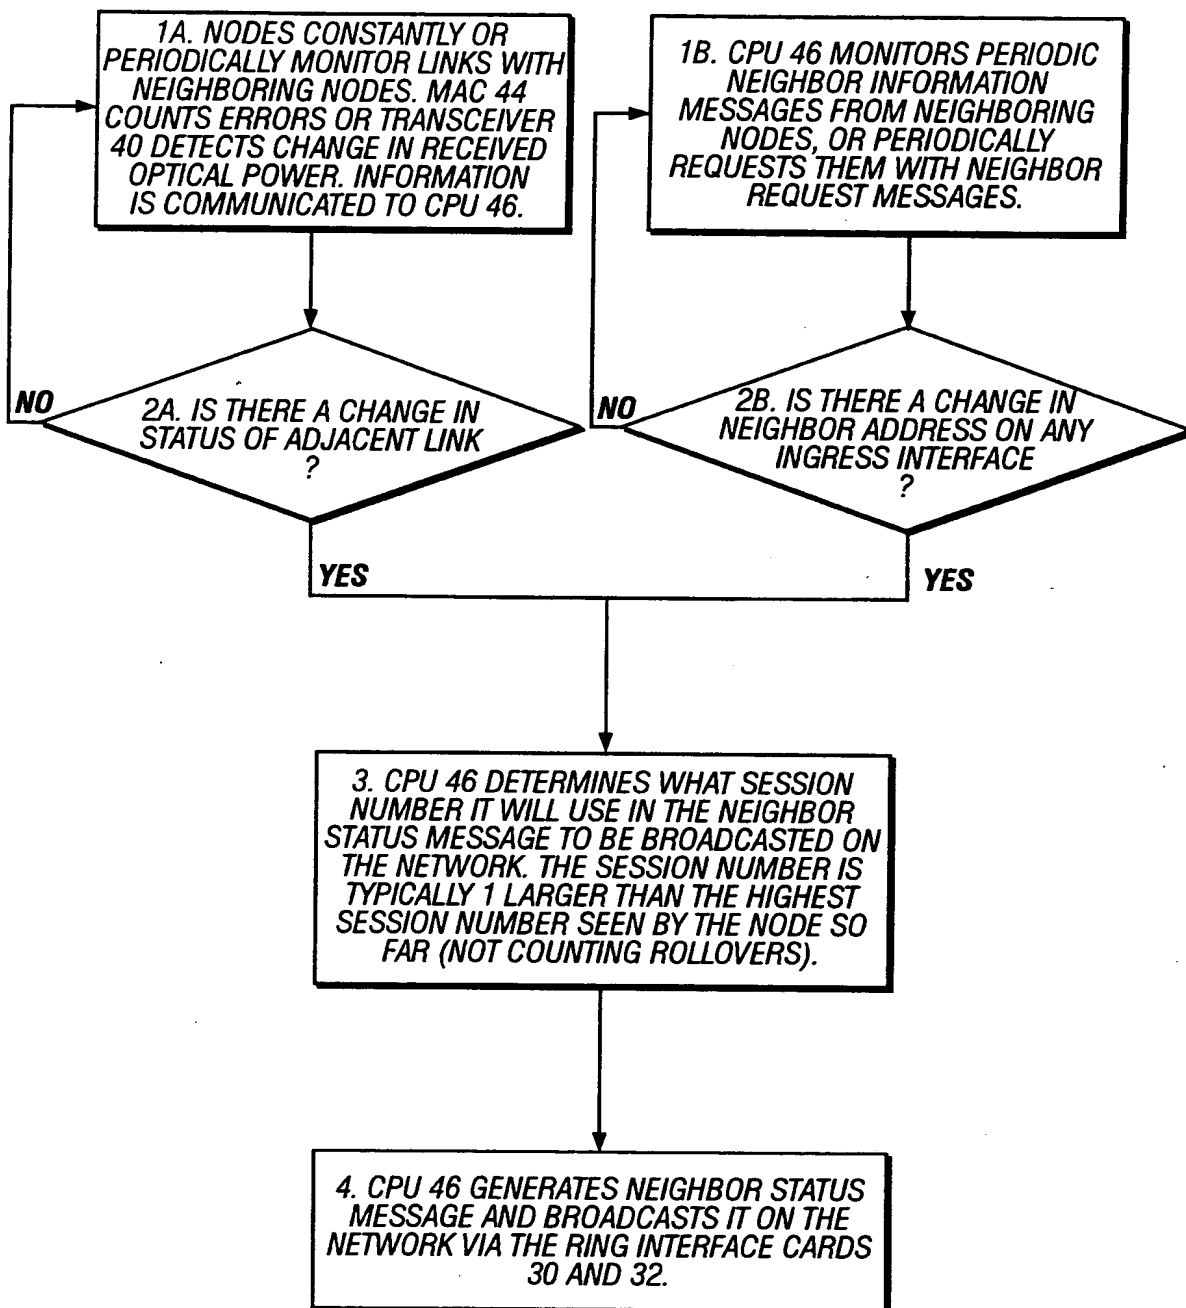 1A. NODES CONSTANTLY OR
PERIODICALLY MONITOR LINKS WITH
NEIGHBORING NODES. MAC 44
COUNTS ERRORS OR TRANSCEIVER
40 DETECTS CHANGE IN RECEIVED
OPTICAL POWER. INFORMATION
IS COMMUNICATED TO CPU 46.
1B. CPU 46 MONITORS PERIODIC
NEIGHBOR INFORMATION
MESSAGES FROM NEIGHBORING
NODES, OR PERIODICALLY
REQUESTS THEM WITH NEIGHBOR
REQUEST MESSAGES.
NO
2A. IS THERE A CHANGE IN
STATUS OF ADJACENT LINK
?
NO
2B. IS THERE A CHANGE IN
NEIGHBOR ADDRESS ON ANY
INGRESS INTERFACE
?
YES
YES
3. CPU 46 DETERMINES WHAT SESSION
NUMBER IT WILL USE IN THE NEIGHBOR
STATUS MESSAGE TO BE BROADCASTED ON
THE NETWORK. THE SESSION NUMBER IS
TYPICALLY 1 LARGER THAN THE HIGHEST
SESSION NUMBER SEEN BY THE NODE SO
FAR (NOT COUNTING ROLLOVERS).
4. CPU 46 GENERATES NEIGHBOR STATUS
MESSAGE AND BROADCASTS IT ON THE
NETWORK VIA THE RING INTERFACE CARDS
30 AND 32.